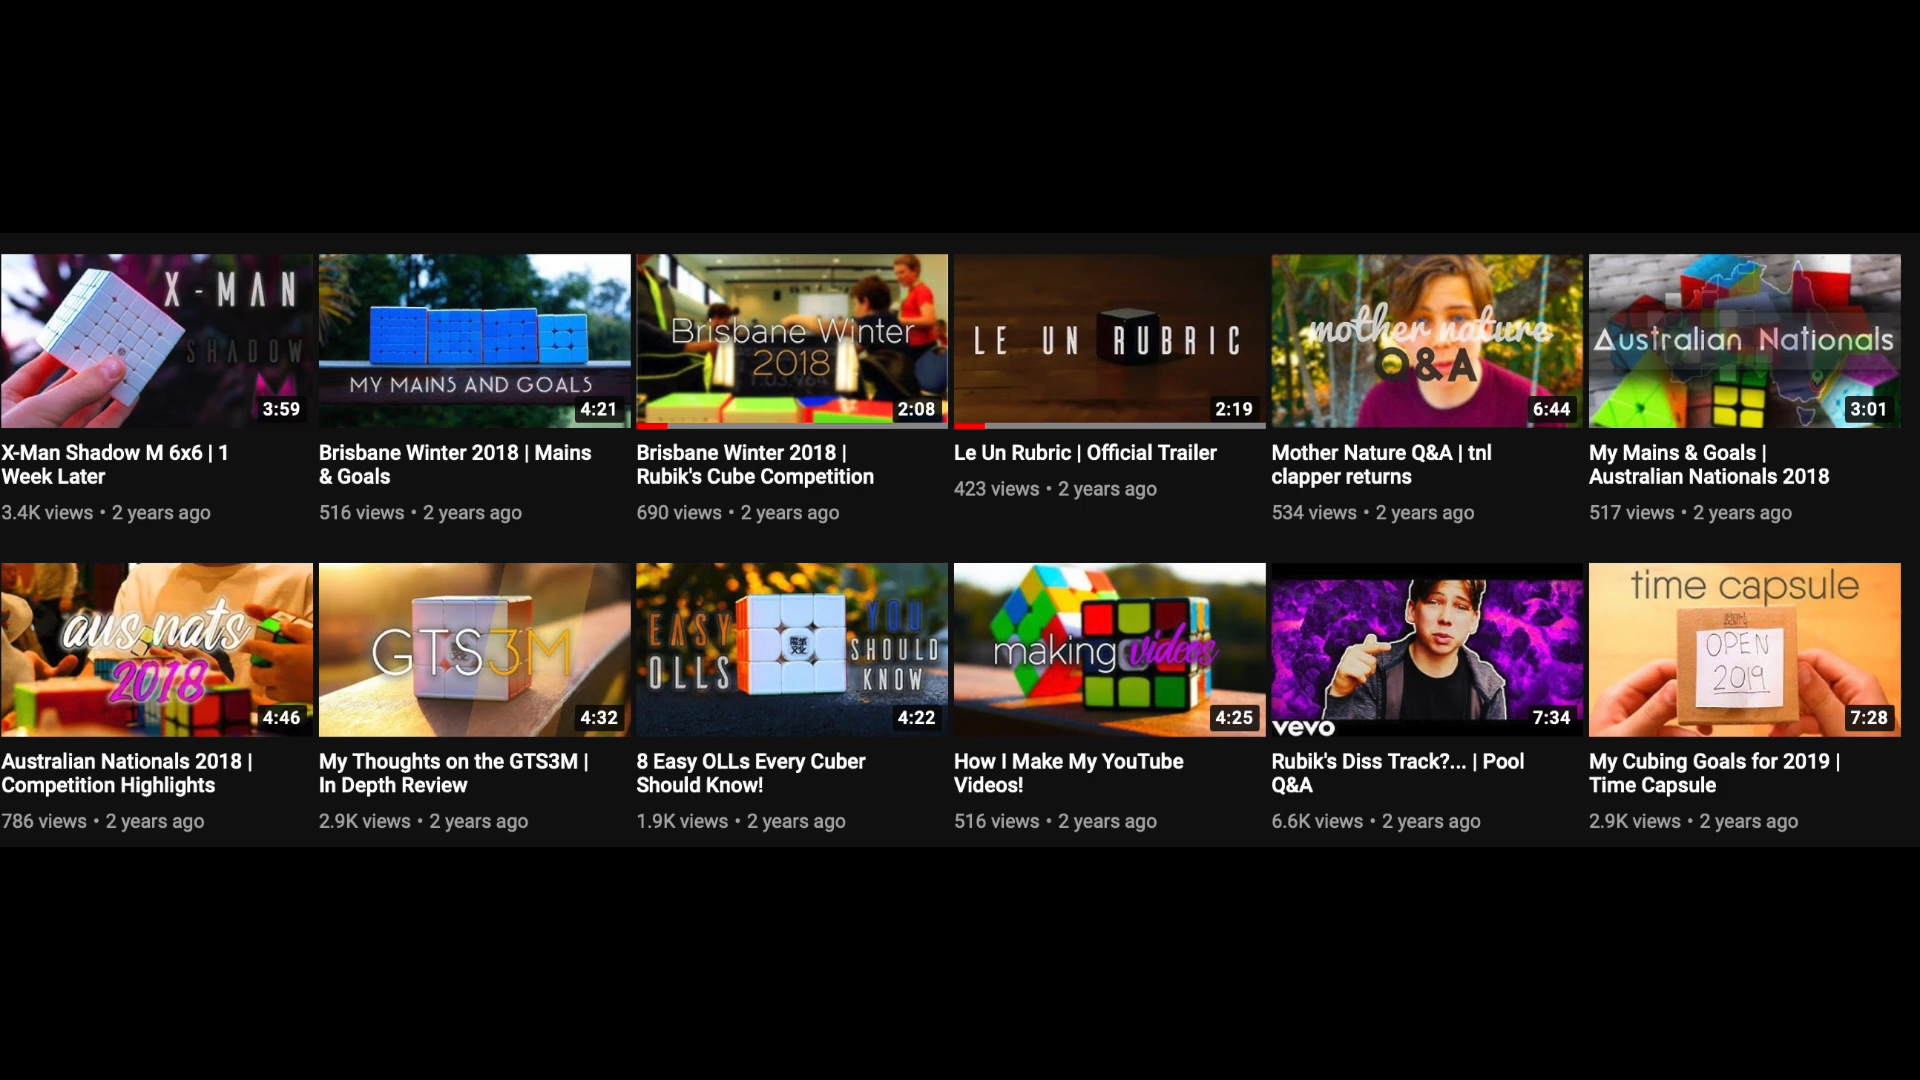 X-MAN
SHADOW
M
3:59
X-Man Shadow M 6x6 | 1
Week Later
3.4K views • 2 years ago
MY MAINS AND GOALS
4:21
Brisbane Winter 2018 | Mains
& Goals
516 views • 2 years ago
Brisbane Winter
2018
2:08
Brisbane Winter 2018 |
Rubik's Cube Competition
690 views • 2 years ago
LE UN RUBRIC
2:19
Le Un Rubric | Official Trailer
423 views • 2 years ago
mother nature
Q&A
6:44
Mother Nature Q&A | tnl
clapper returns
534 views • 2 years ago
Australian Nationals
3:01
My Mains & Goals |
Australian Nationals 2018
517 views • 2 years ago
aus nats
2018
4:46
Australian Nationals 2018 |
Competition Highlights
786 views • 2 years ago
GTS3M
4:32
My Thoughts on the GTS3M |
In Depth Review
2.9K views • 2 years ago
EASY
OLLS
YOU
SHOULD
KNOW
4:22
8 Easy OLLs Every Cuber
Should Know!
1.9K views • 2 years ago
making videos
4:25
How I Make My YouTube
Videos!
516 views • 2 years ago
vevo
7:34
Rubik's Diss Track?... | Pool
Q&A
6.6K views • 2 years ago
time capsule
OPEN
2019
7:28
My Cubing Goals for 2019 |
Time Capsule
2.9K views • 2 years ago